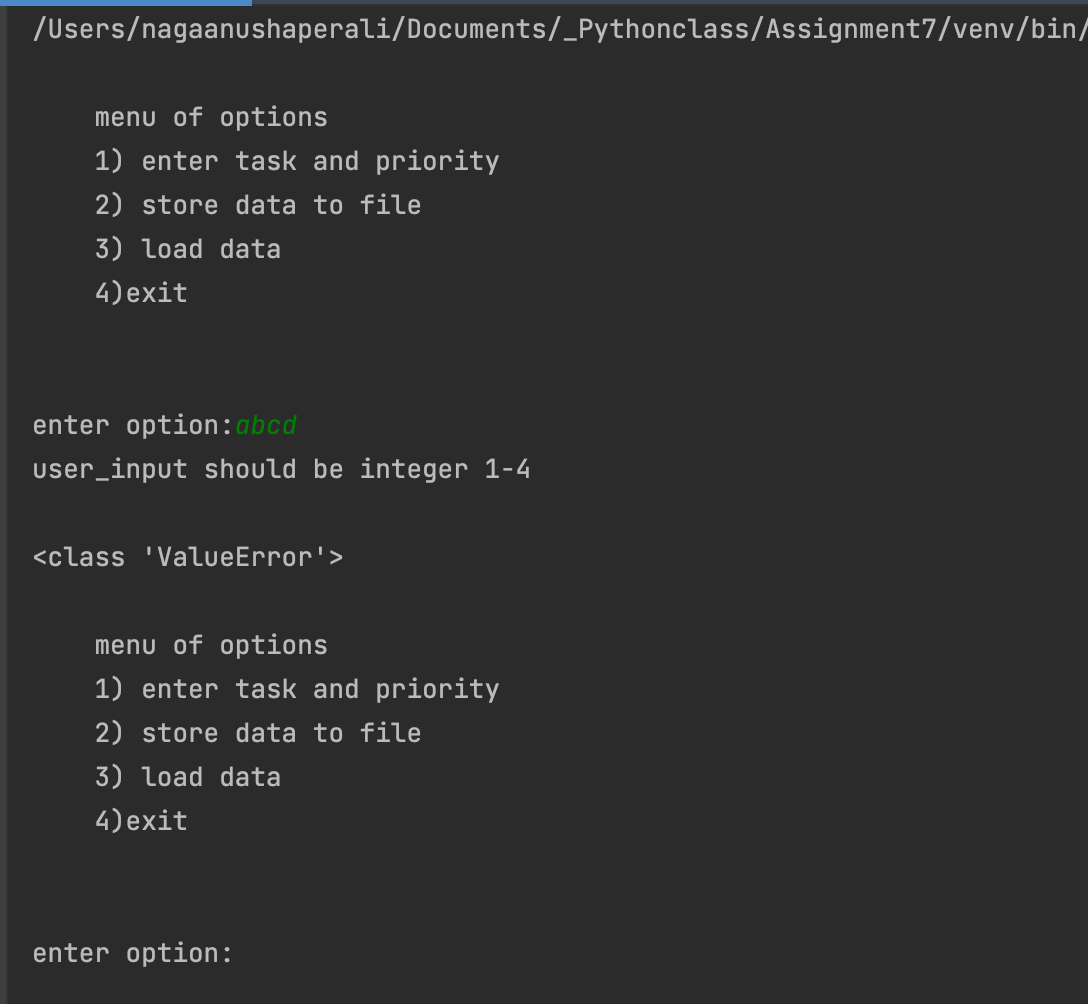 /Users/nagaanushaperali/Documents/_Pythonclass/Assignment7/venv/bin/
menu of options
1) enter task and priority
2) store data to file
3) load data
4)exit
enter option:abcd
user_input should be integer 1-4
<class 'ValueError'>
menu of options
1) enter task and priority
2) store data to file
3) load data
4)exit
enter option: